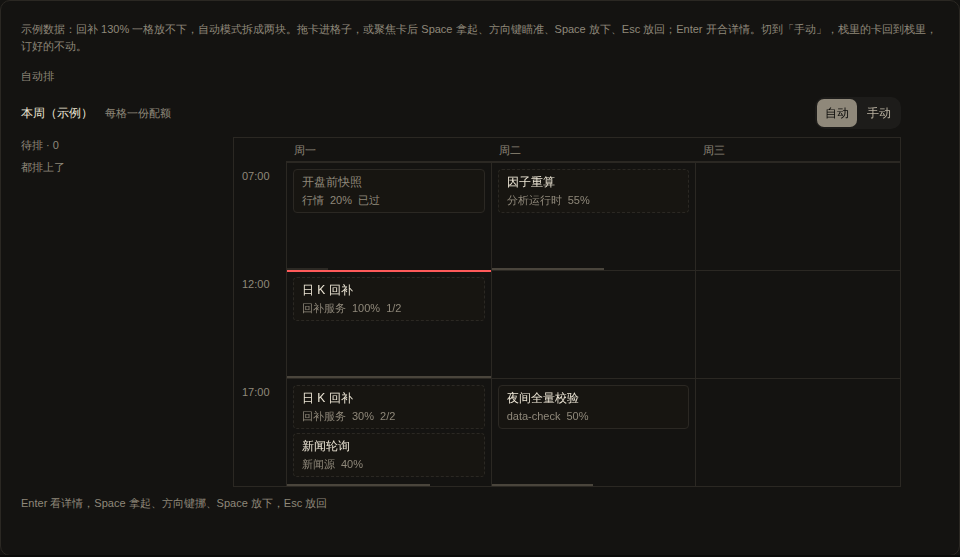 示例数据：回补 130% 一格放不下，自动模式拆成两块。拖卡进格子，或聚焦卡后 Space 拿起、方向键瞄准、Space 放下、Esc 放回；Enter 开合详情。切到「手动」，栈里的卡回到栈里，
订好的不动。
自动排
本周（示例） 每格一份配额
自动 手动
待排 · 0
都排上了
周一 周二 周三
07:00
开盘前快照
行情 20% 已过
因子重算
分析运行时 55%
12:00
日 K 回补
回补服务 100% 1/2
17:00
日 K 回补
回补服务 30% 2/2
新闻轮询
新闻源 40%
夜间全量校验
data-check 50%
Enter 看详情，Space 拿起、方向键挪、Space 放下，Esc 放回